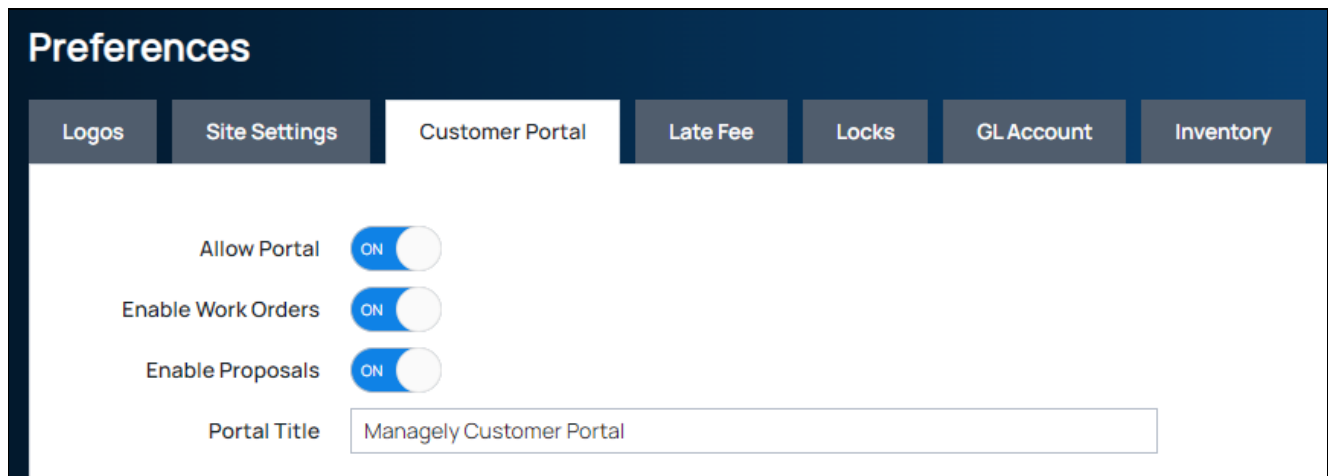 Preferences
Logos Site Settings Customer Portal Late Fee Locks GL Account Inventory
Allow Portal ON
Enable Work Orders ON
Enable Proposals ON
Portal Title Managely Customer Portal